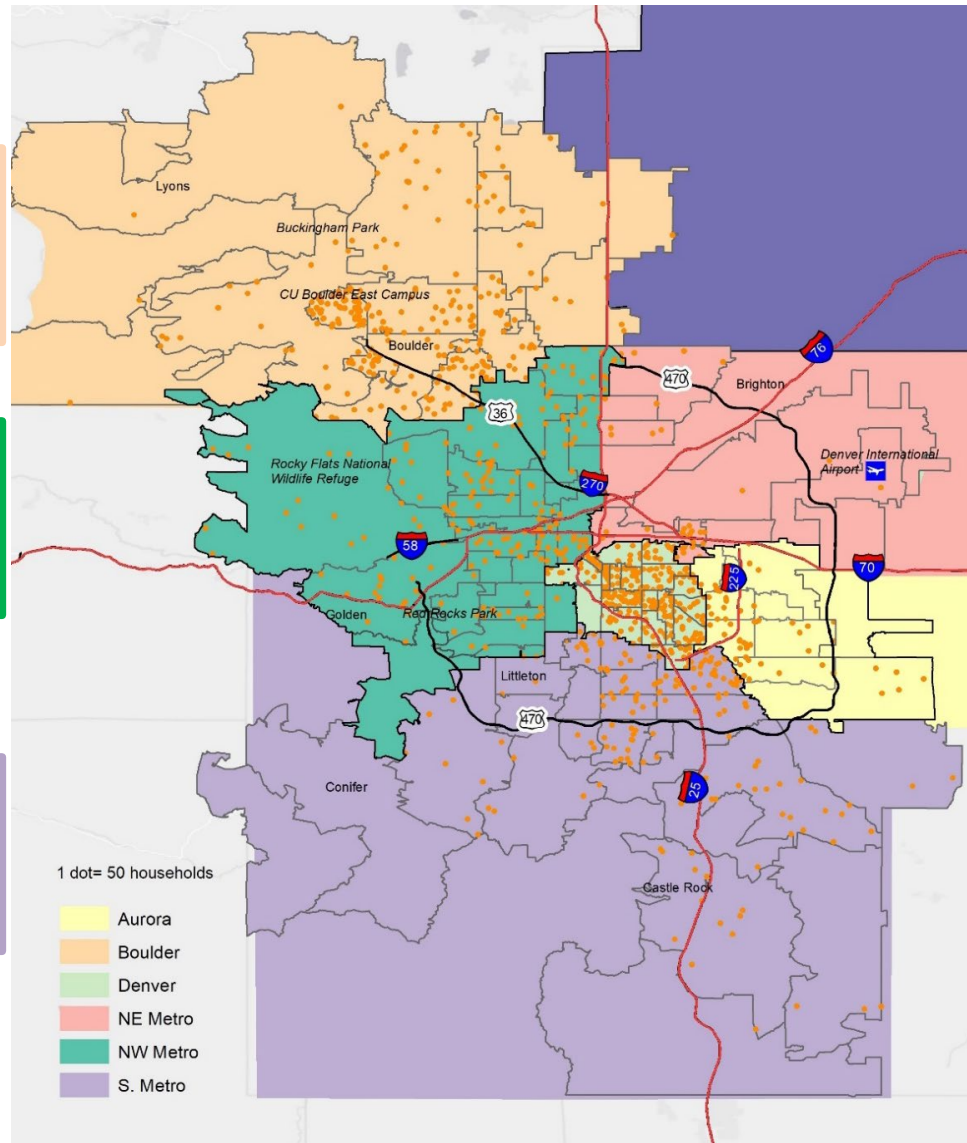 Lyons
Buckingham Park
CU Boulder East Campus
Boulder
76
470
Brighton
36
Rocky Flats National
Wildlife Refuge
Denver International
Airport
270
58
70
225
Golden
Red Rocks Park
Littleton
470
Conifer
25
1 dot= 50 households
Castle Rock
Aurora
Boulder
Denver
NE Metro
NW Metro
S. Metro